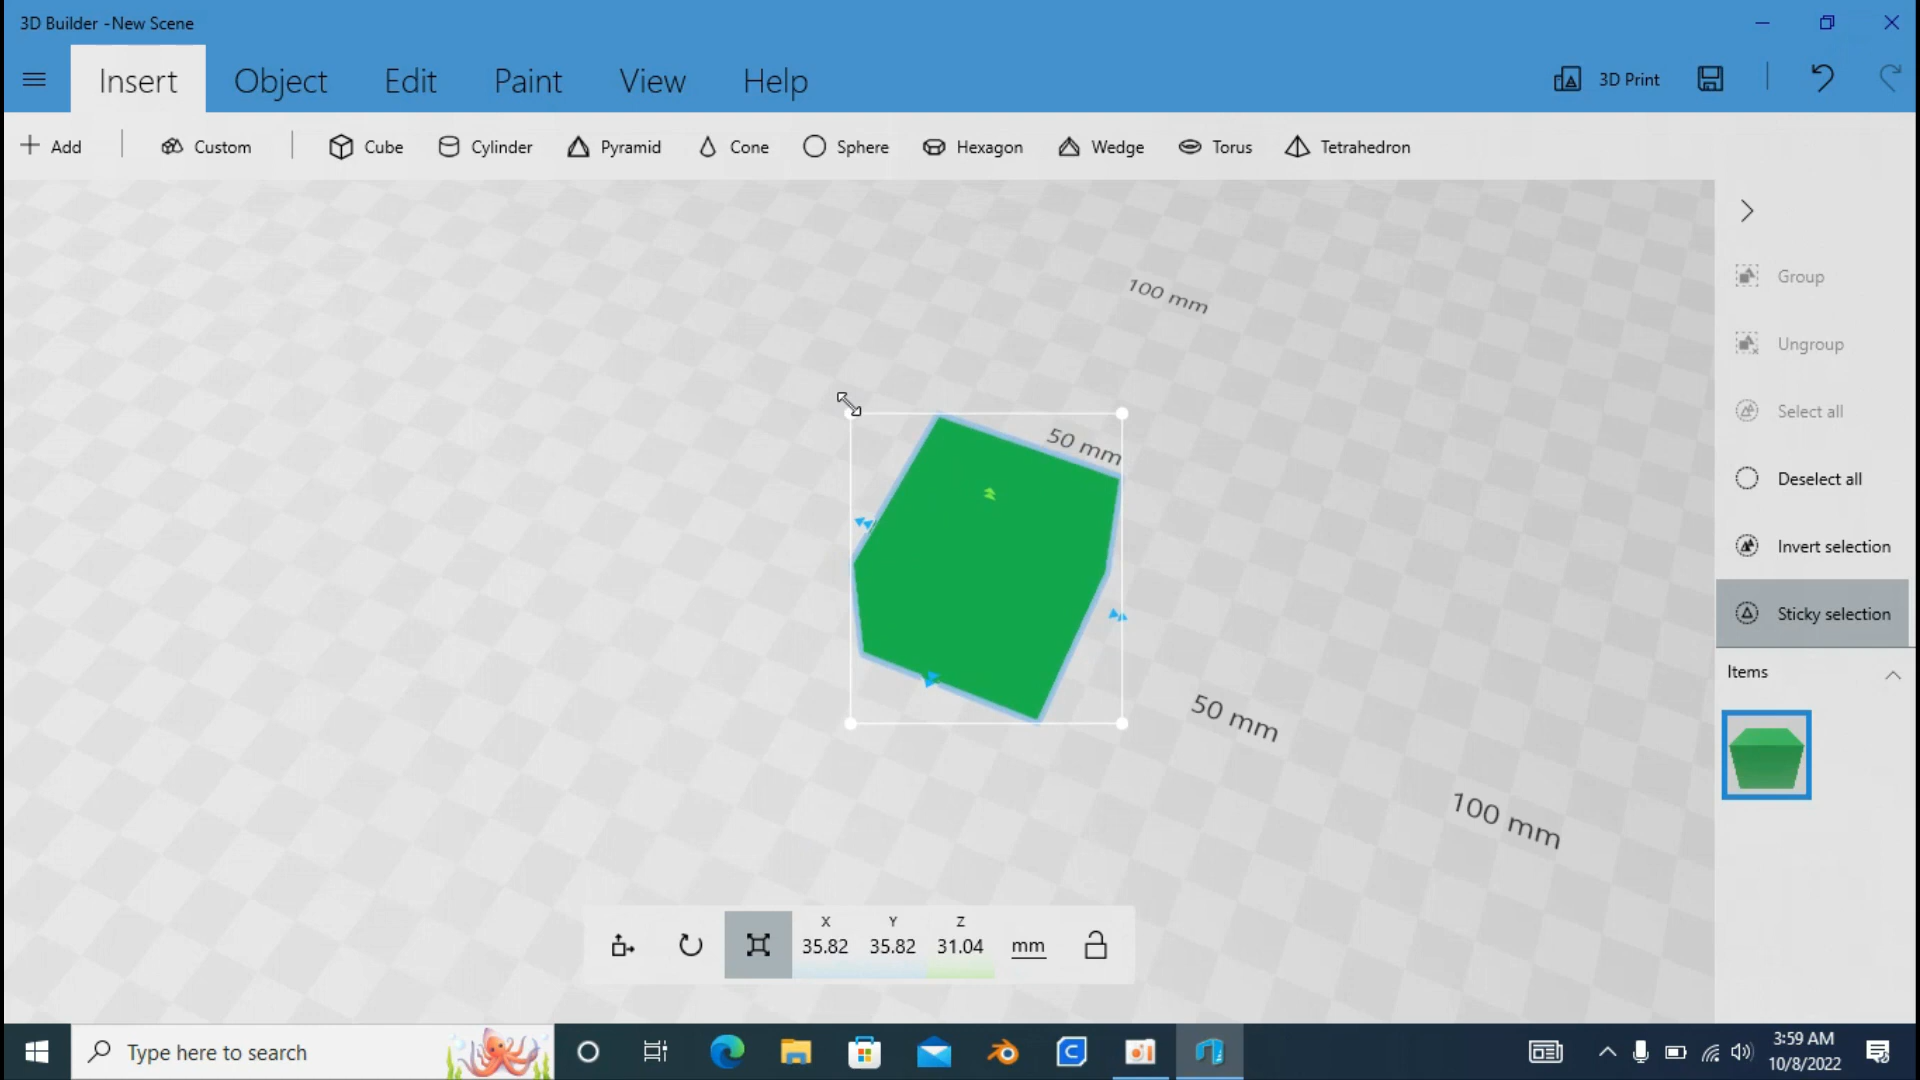 3D Builder -New Scene
Insert Object Edit Paint View Help 3D Print
Add Custom Cube Cylinder Pyramid Cone Sphere Hexagon Wedge Torus Tetrahedron
Group
100 mm
Ungroup
Select all
50 mm
Deselect all
Invert selection
Sticky selection
Items
50 mm
100 mm
X Y Z
35.82 35.82 31.04 mm
Type here to search
3:59 AM
10/8/2022